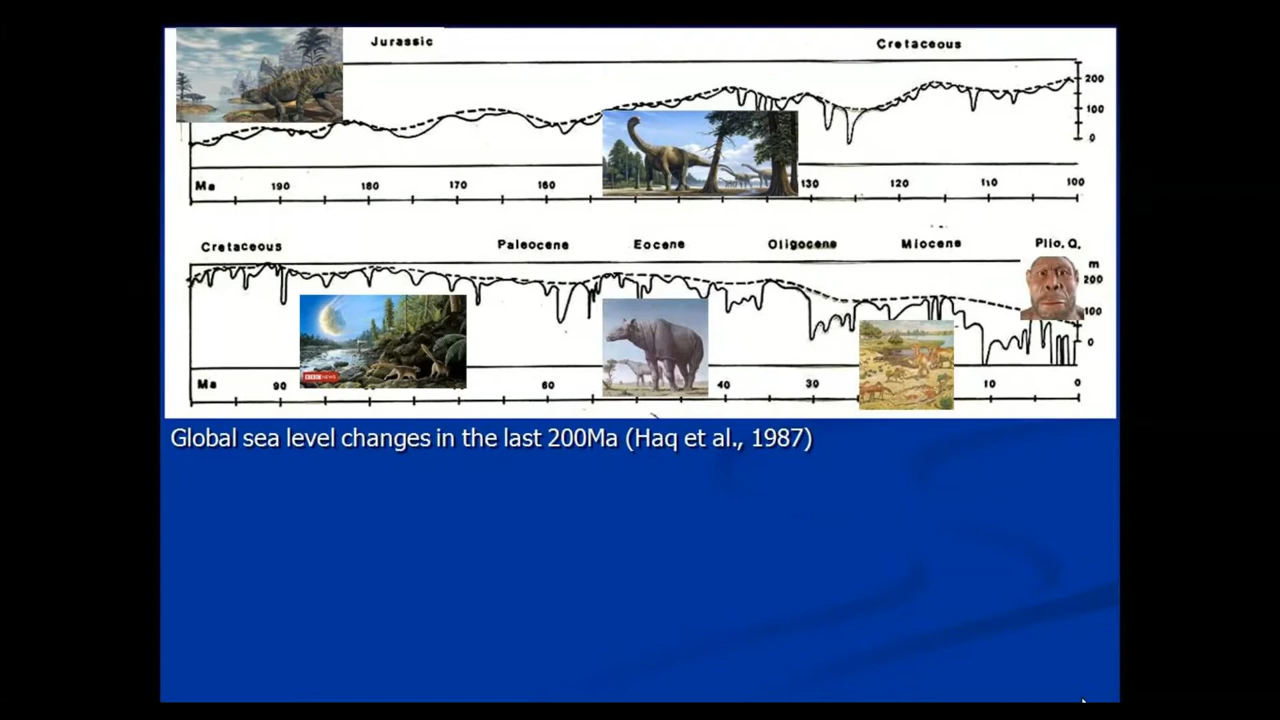 Jurassic Cretaceous
200
100
0
Ma 190 180 170 160 130 120 110 100
Cretaceous Paleocene Eocene Oligocene Miocene Plio. Q.
m
200
100
0
BBC NEWS
Ma 90 60 40 30 10 0
Global sea level changes in the last 200Ma (Haq et al., 1987)